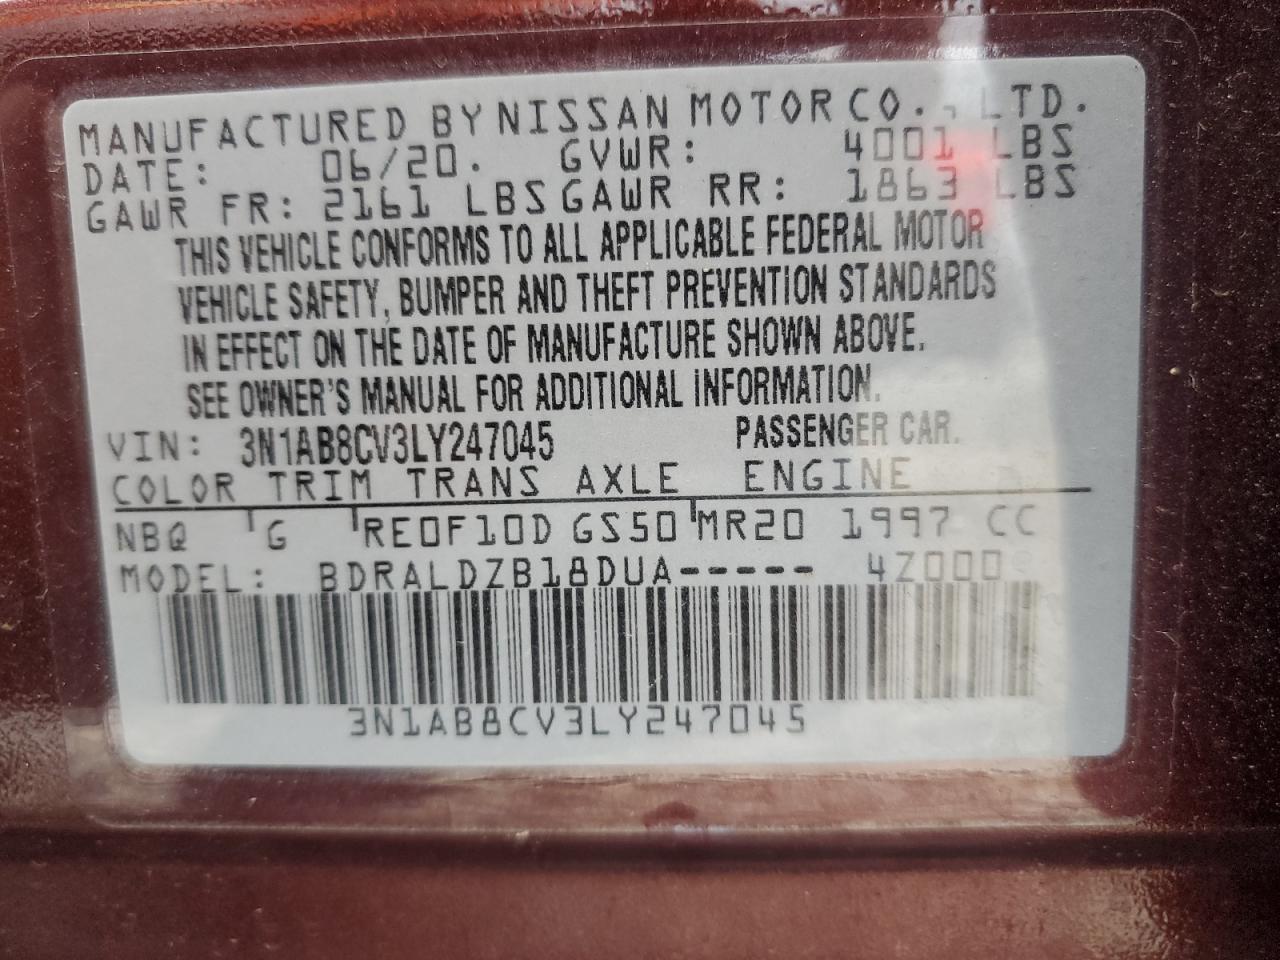 MANUFACTURED BY NISSAN MOTOR CO., LTD.
DATE: 06/20. GVWR: 4001 LBS
GAWR FR: 2161 LBS GAWR RR: 1863 LBS
THIS VEHICLE CONFORMS TO ALL APPLICABLE FEDERAL MOTOR
VEHICLE SAFETY, BUMPER AND THEFT PREVENTION STANDARDS
IN EFFECT ON THE DATE OF MANUFACTURE SHOWN ABOVE.
SEE OWNER'S MANUAL FOR ADDITIONAL INFORMATION.
VIN: 3N1AB8CV3LY247045 PASSENGER CAR.
COLOR TRIM TRANS AXLE ENGINE
NBQ G RE0F10D GS50 MR20 1997 CC
MODEL: BDRALDZB18DUA----- 4Z000
3N1AB8CV3LY247045